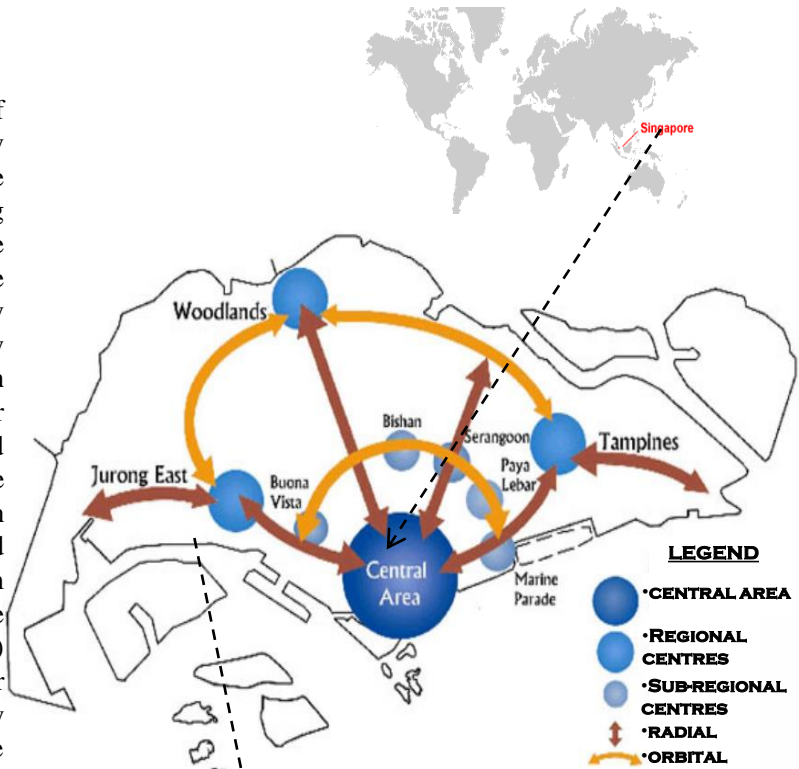 Singapore
Woodlands
Bishan
Serangoon
Tampines
Paya
Lebar
Jurong East
Buona
Vista
Central
Area
Marine
Parade
LEGEND
•CENTRAL AREA
•REGIONAL
CENTRES
•SUB-REGIONAL
CENTRES
•RADIAL
•ORBITAL